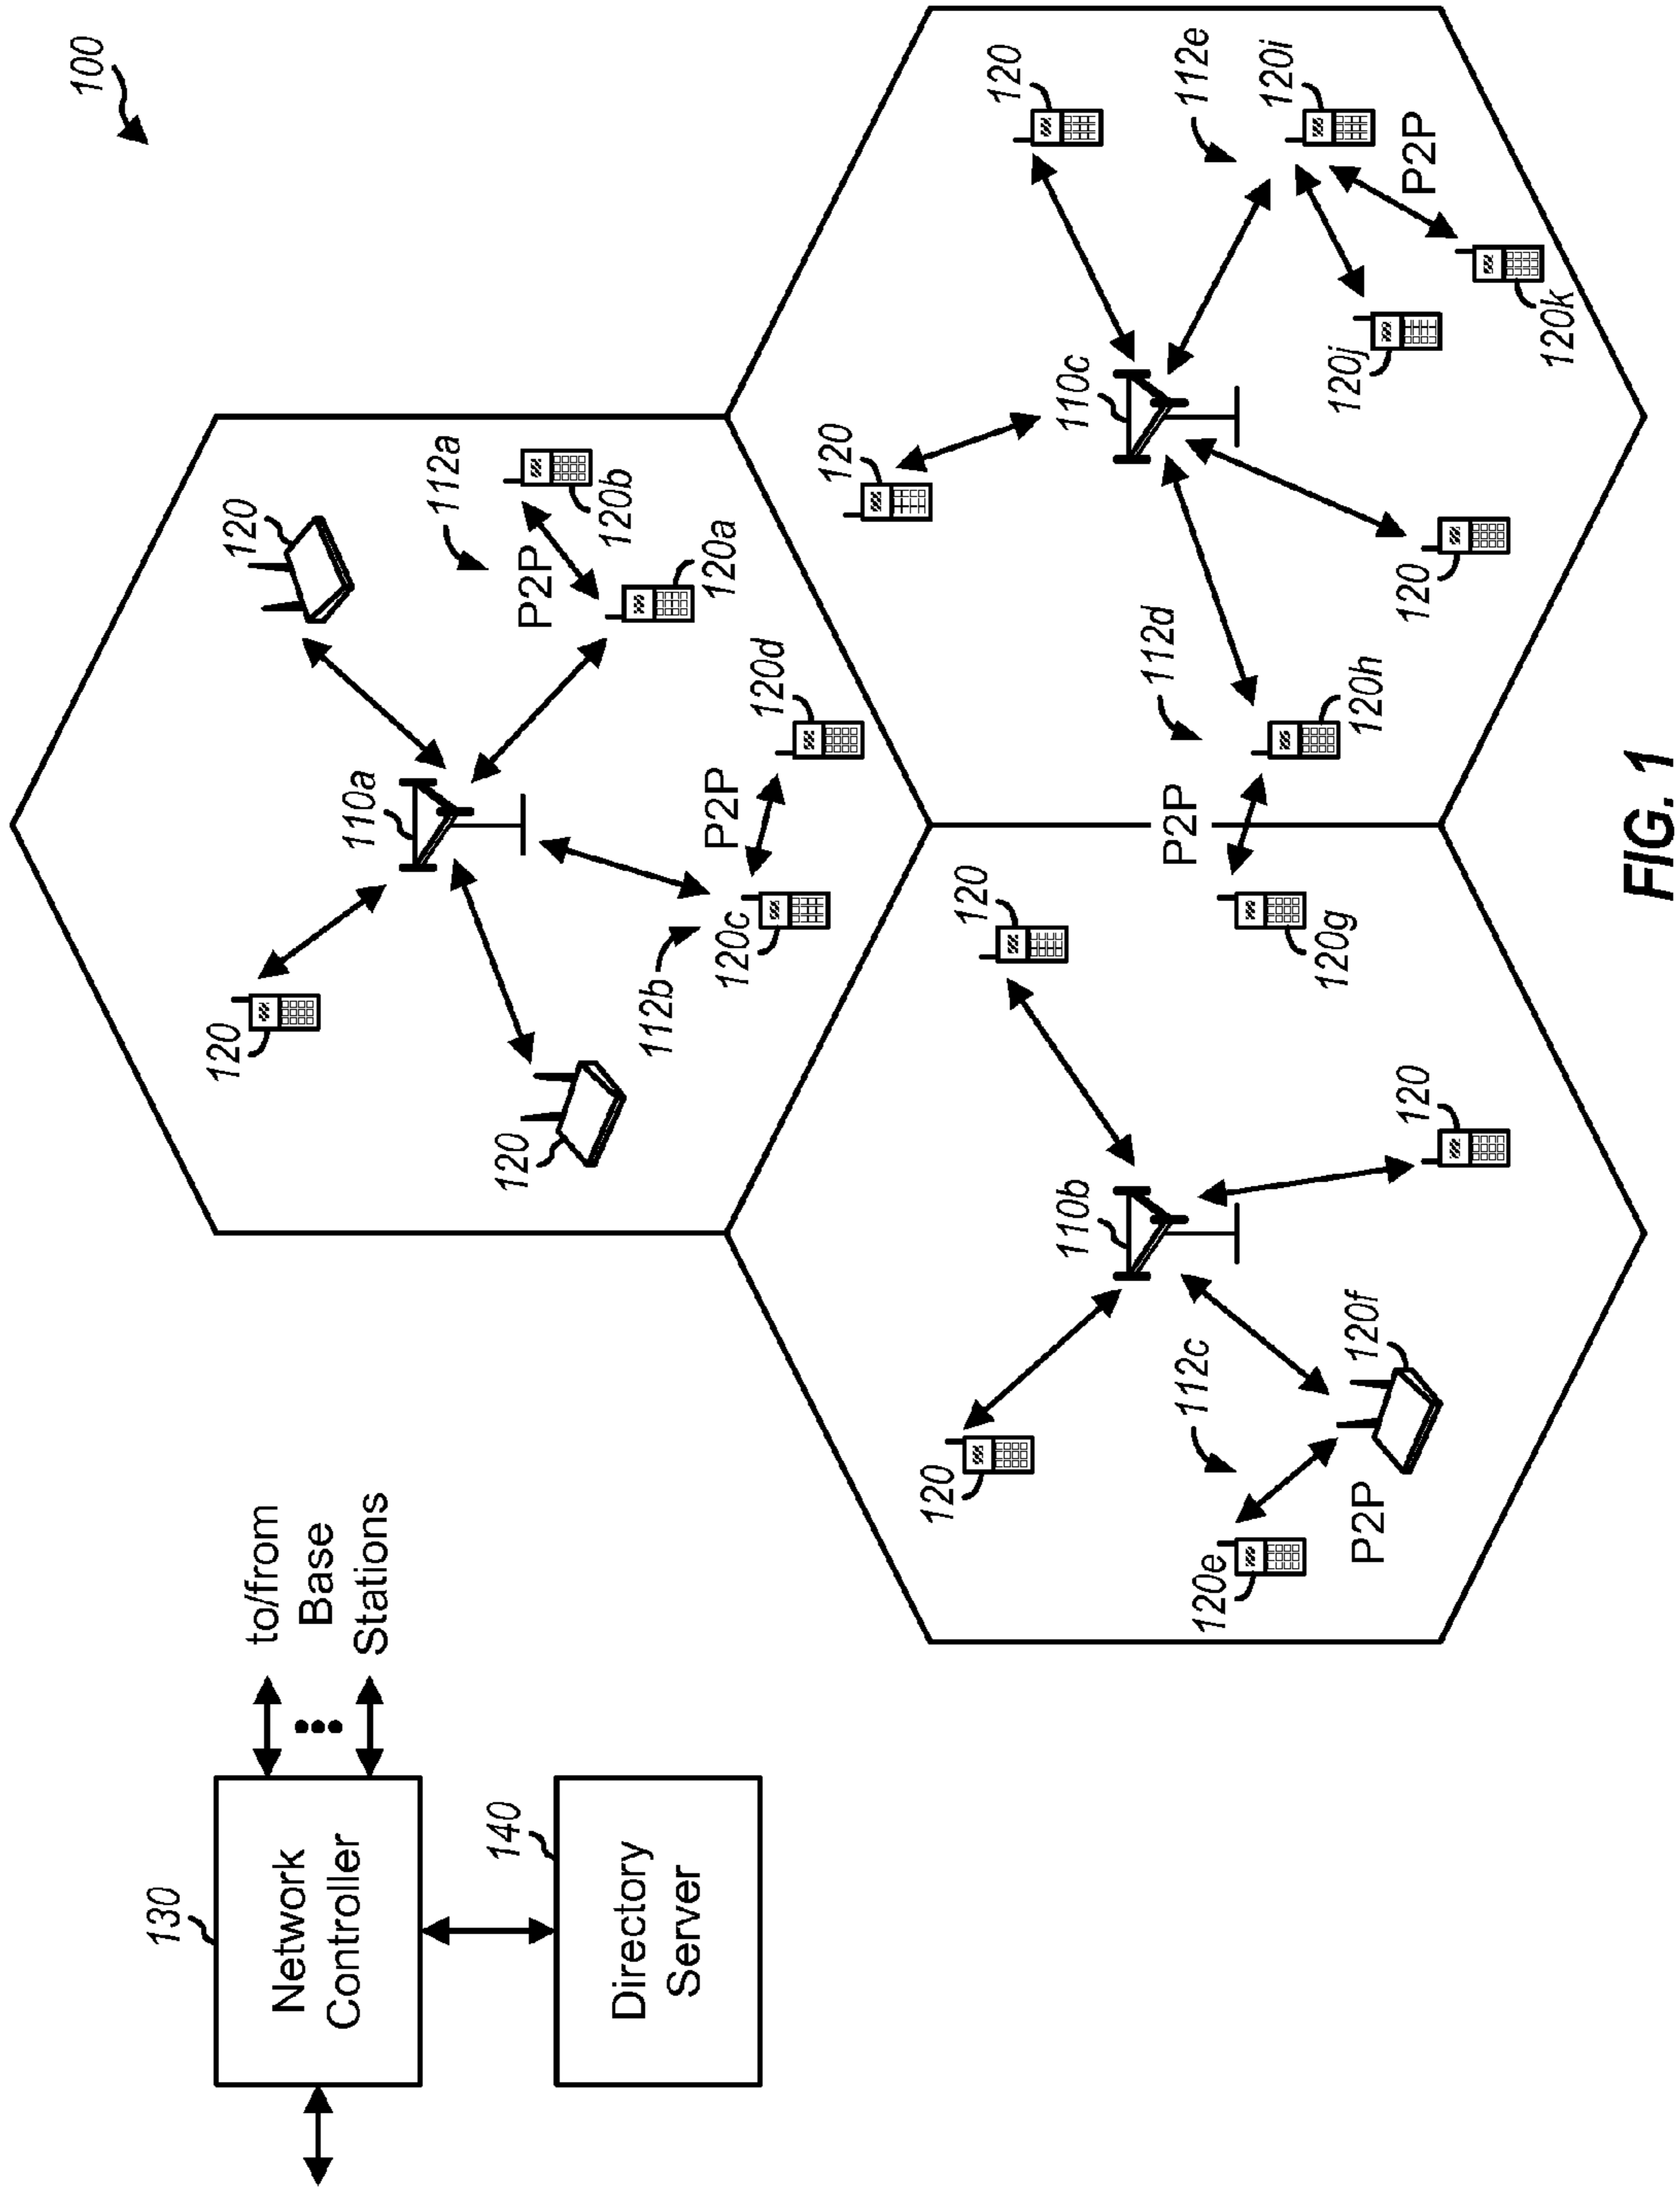 100
130
Network
Controller
to/from
Base
Stations
140
Directory
Server
110a
120
120
120
112a
P2P
120b
120a
112b
120c
P2P
120d
110b
120
120
120
112c
120e
P2P
120f
120g
P2P
112d
120h
110c
120
120
120
112e
120i
P2P
120j
120k
FIG. 1